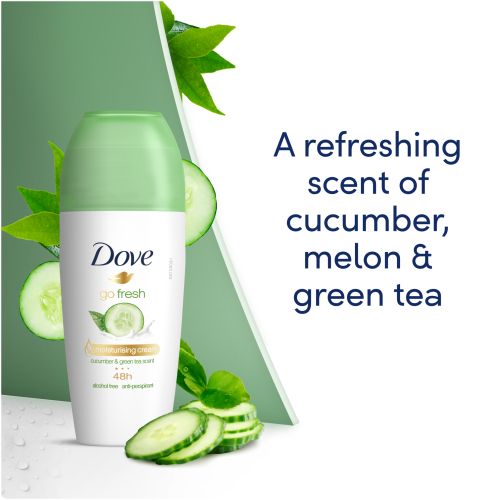 A refreshing
scent of
cucumber,
melon &
green tea
Dove
go fresh
moisturising cream
cucumber & green tea scent
48h
alcohol free anti-perspirant